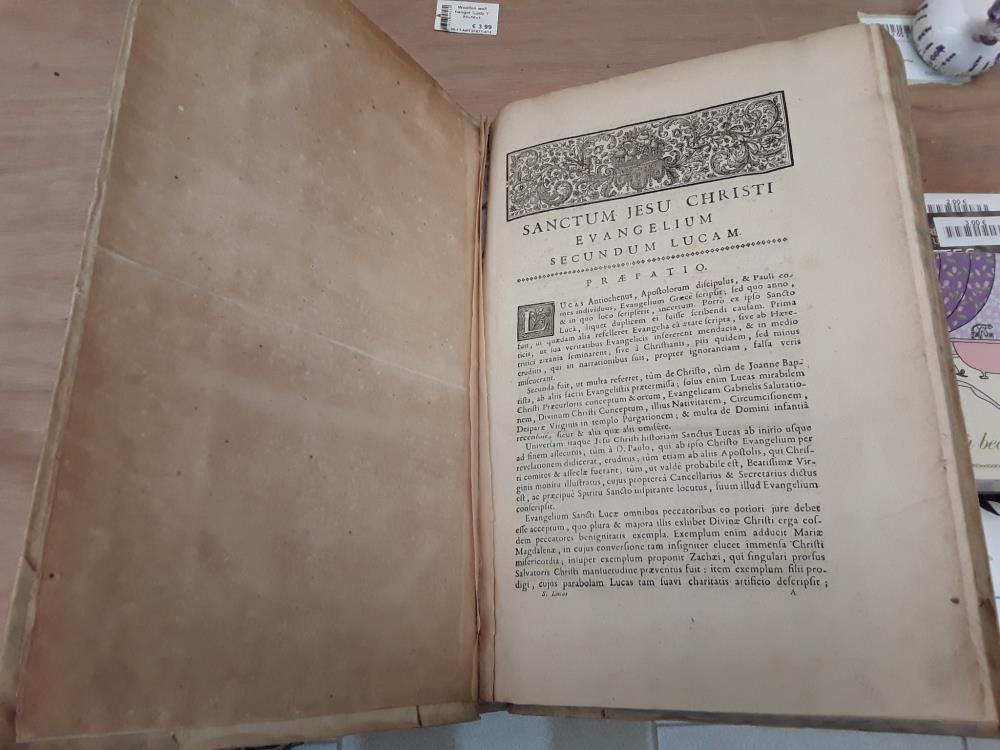 Wooden wall
€ 3.99
SANCTUM JESU CHRISTI
EVANGELIUM
SECUNDUM LUCAM.
PRÆFATIO.
LUCAS Antiochenus, Apostolorum discipulus, & Pauli co-
mes individuus, Evangelium Græcè scripsit; sed quo anno,
& in quo loco scripserit, incertum. Porrò ex ipso Sancto
Lucâ, liquet duplicem ei fuisse scribendi causam. Prima
fuit, ut quædam alia refelleret Evangelia eâ ætate scripta, sive ab Hære-
ticis, ut sua veritatibus Evangelicis insererent mendacia, & in medio
tritici zizania seminarent; sive à Christianis, piis quidem, sed minus
eruditis, qui in narrationibus suis, propter ignorantiam, falsa veris
miscuerant.
Secunda fuit, ut multa referret, tùm de Christo, tùm de Joanne Bap-
tista, ab aliis sacris Evangelistis prætermissa; solus enim Lucas mirabilem
Christi Præcursoris conceptum & ortum, Evangelicam Gabrielis Salutatio-
nem, Divinum Christi Conceptum, illius Nativitatem, Circumcisionem,
Deiparæ Virginis in templo Purgationem; & multa de Domini infantiâ
recensuit, sicut & alia quæ alii omisêre.
Universam itaque Jesu Christi historiam Sanctus Lucas ab initio usque
ad finem assecutus, tùm à D. Paulo, qui ab ipso Christo Evangelium per
revelationem didicerat, eruditus; tùm etiam ab aliis Apostolis, qui Chris-
ti comites & asseclæ fuerant; tùm, ut valdè probabile est, Beatissimæ Vir-
ginis monitu illustratus, cujus proptereà Cancellarius & Secretarius dictus
est, ac præcipuè Spiritu Sancto inspirante locutus, suum illud Evangelium
conscripsit.
Evangelium Sancti Lucæ omnibus peccatoribus eo potiori jure debet
esse acceptum, quo plura & majora illis exhibet Divinæ Christi erga eos-
dem peccatores benignitatis exempla. Exemplum enim adducit Mariæ
Magdalenæ, in cujus conversione tam insigniter elucet immensa Christi
misericordia; insuper exemplum proponit Zachæi, qui singulari prorsus
Salvatoris Christi mansuetudine præventus fuit: item exemplum filii pro-
digi, cujus parabolam Lucas tam suavi charitatis artificio descripsit;
S. Lucas A
3,00 €
3,00 €